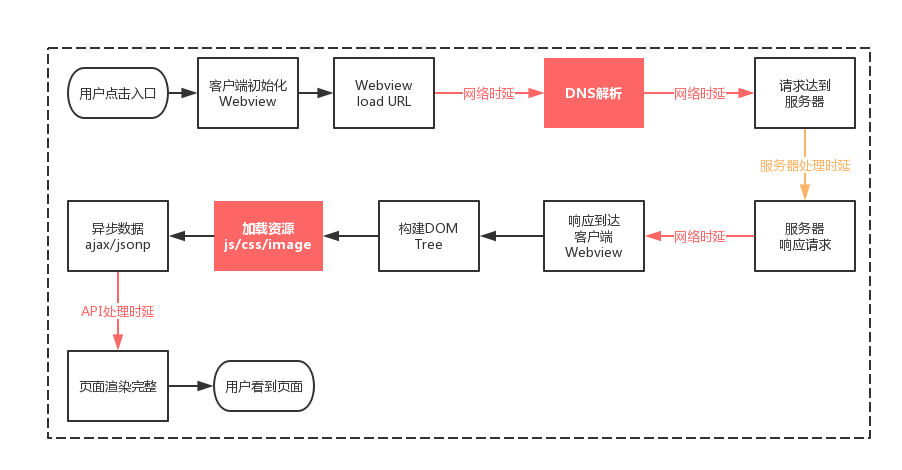 用户点击入口
客户端初始化
Webview
Webview
load URL
网络时延
DNS解析
网络时延
请求达到
服务器
服务器处理时延
异步数据
ajax/jsonp
加载资源
js/css/image
构建DOM
Tree
响应到达
客户端
Webview
网络时延
服务器
响应请求
API处理时延
页面渲染完整
用户看到页面